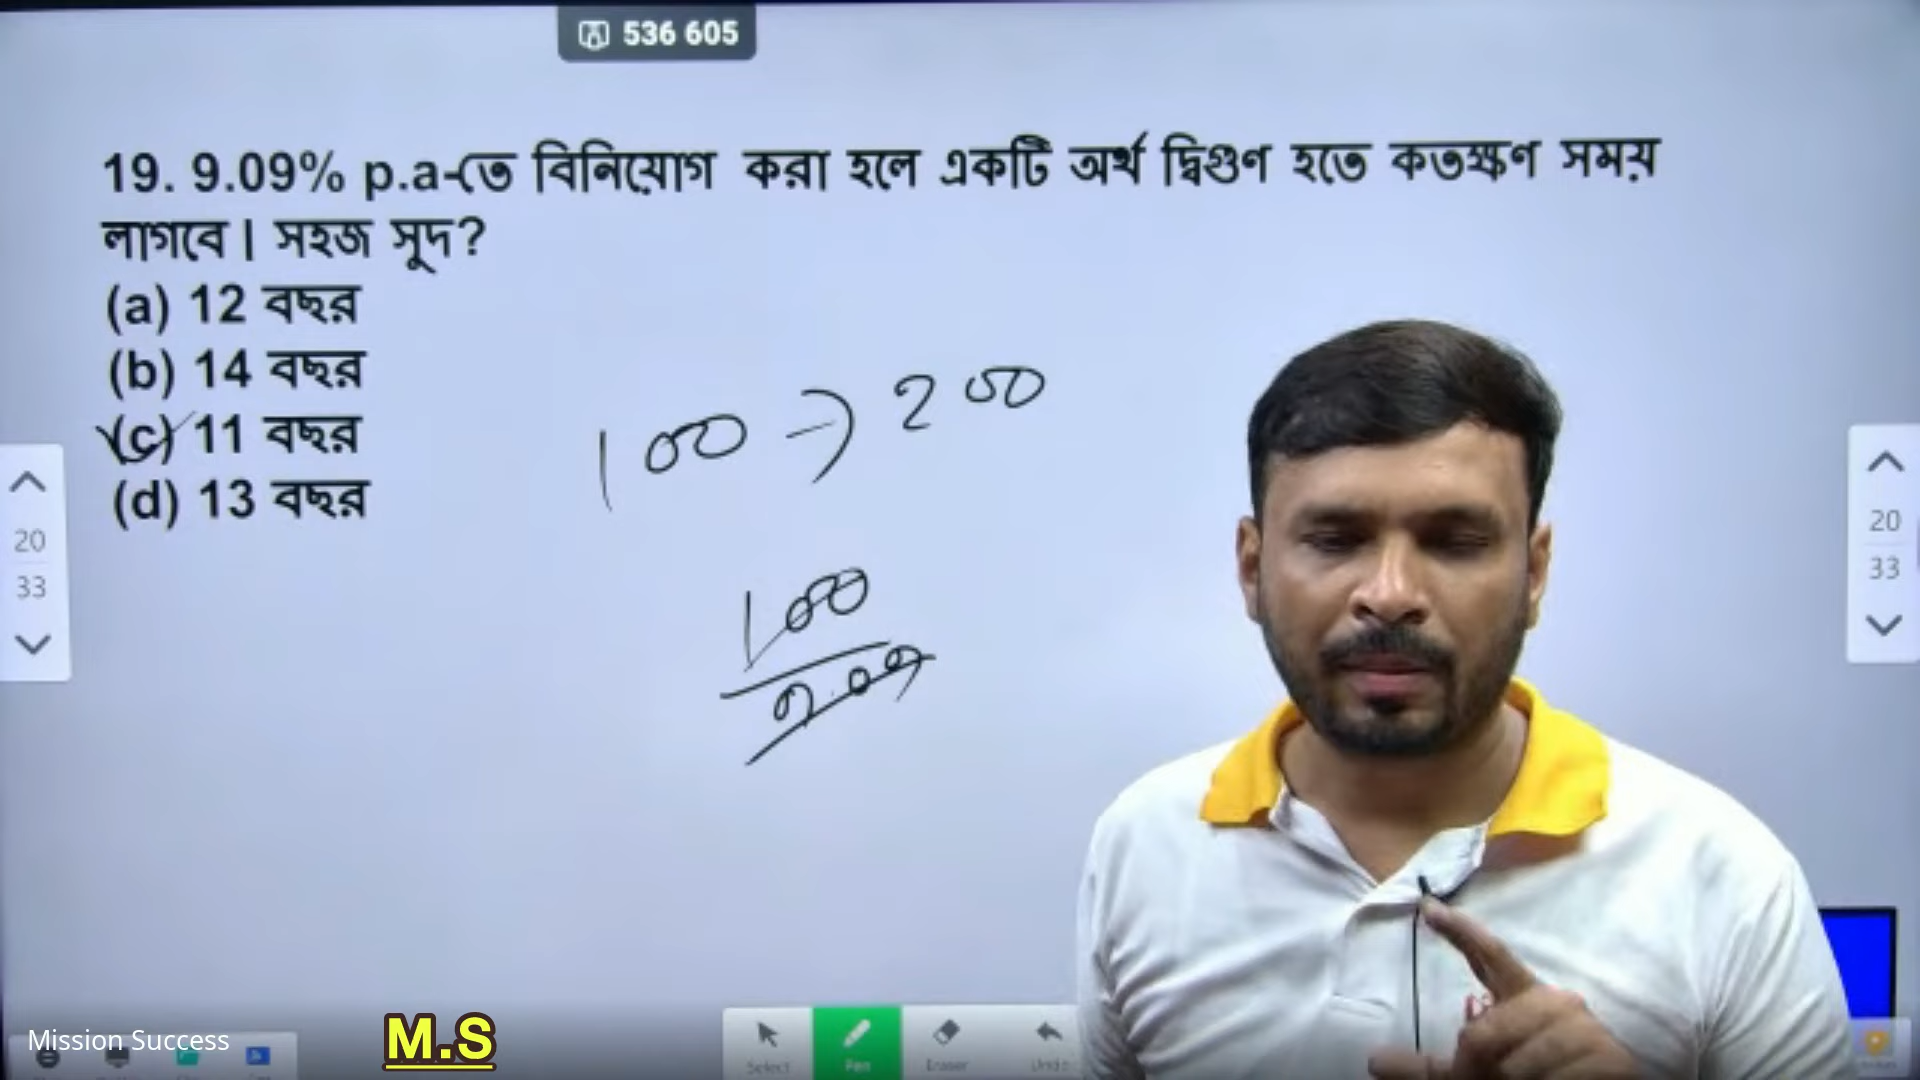 536 605
19. 9.09% p.a-তে বিনিয়োগ করা হলে একটি অর্থ দ্বিগুণ হতে কতক্ষণ সময়
লাগবে। সহজ সুদ?
(a) 12 বছর
(b) 14 বছর
(c) 11 বছর
(d) 13 বছর
100 → 200
100
9.09
20
33
20
33
Mission Success
M.S
Select
Pen
Eraser
Undo